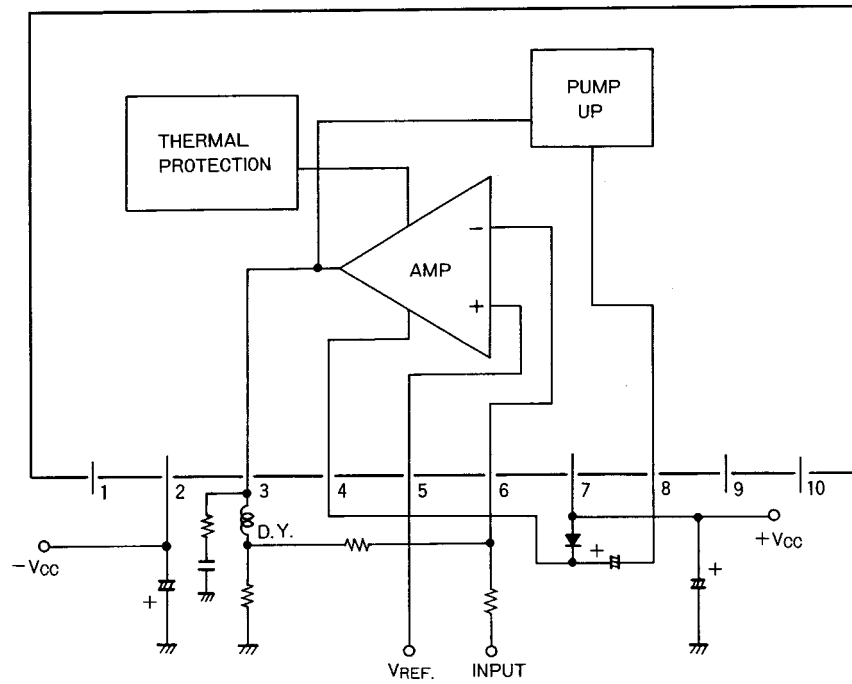 PUMP
UP
THERMAL
PROTECTION
AMP
−
+
1 2 3 4 5 6 7 8 9 10
D.Y.
−VCC
+
+
+
+VCC
VREF.
INPUT